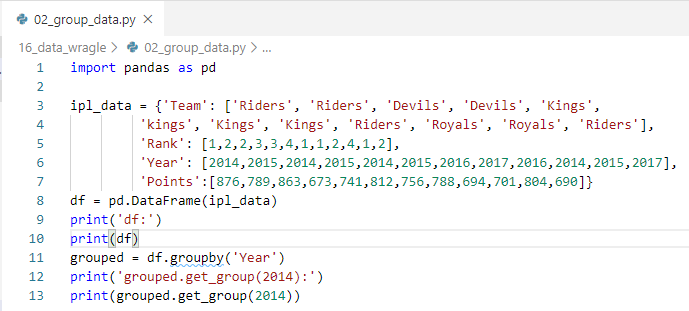 02_group_data.py ×
16_data_wragle > 02_group_data.py > ...
1 import pandas as pd
2
3 ipl_data = {'Team': ['Riders', 'Riders', 'Devils', 'Devils', 'Kings',
4 'kings', 'Kings', 'Kings', 'Riders', 'Royals', 'Royals', 'Riders'],
5 'Rank': [1,2,2,3,3,4,1,1,2,4,1,2],
6 'Year': [2014,2015,2014,2015,2014,2015,2016,2017,2016,2014,2015,2017],
7 'Points':[876,789,863,673,741,812,756,788,694,701,804,690]}
8 df = pd.DataFrame(ipl_data)
9 print('df:')
10 print(df)
11 grouped = df.groupby('Year')
12 print('grouped.get_group(2014):')
13 print(grouped.get_group(2014))